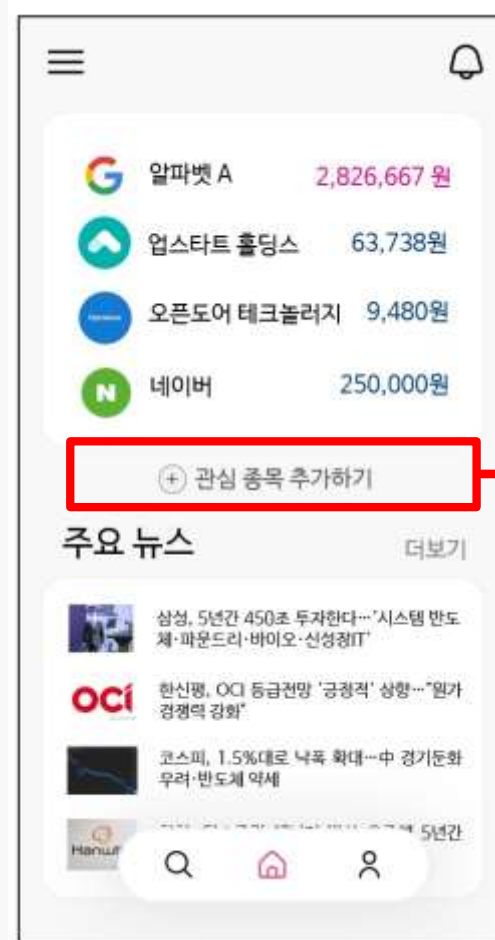 알파벳 A 2,826,667 원
업스타트 홀딩스 63,738원
오픈도어 테크놀러지 9,480원
N 네이버 250,000원
+ 관심 종목 추가하기
주요 뉴스 더보기
삼성, 5년간 450조 투자한다…'시스템 반도
체·파운드리·바이오·신성장IT'
OCI 한신평, OCI 등급전망 '긍정적' 상향…"원가
경쟁력 강화"
코스피, 1.5%대로 낙폭 확대…中 경기둔화
우려·반도체 약세
5년간